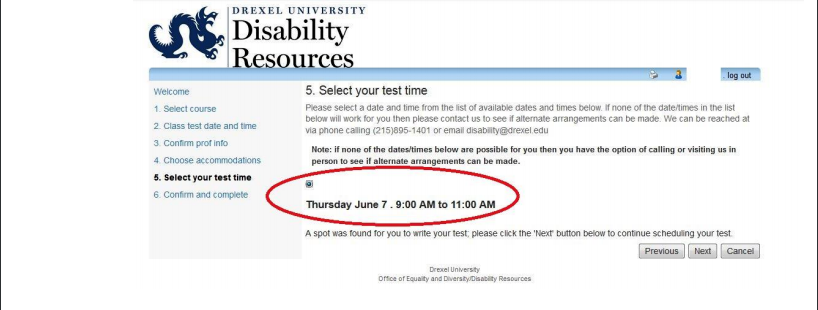 DREXEL UNIVERSITY
Disability
Resources
log out
Welcome
1. Select course
2. Class test date and time
3. Confirm prof info
4. Choose accommodations
5. Select your test time
6. Confirm and complete
5. Select your test time
Please select a date and time from the list of available dates and times below. If none of the date/times in the list
below will work for you then please contact us to see if alternate arrangements can be made. We can be reached at
via phone calling (215)895-1401 or email disability@drexel.edu
Note: if none of the dates/times below are possible for you then you have the option of calling or visiting us in
person to see if alternate arrangements can be made.
Thursday June 7 . 9:00 AM to 11:00 AM
A spot was found for you to write your test; please click the 'Next' button below to continue scheduling your test.
Previous Next Cancel
Drexel University
Office of Equality and Diversity/Disability Resources